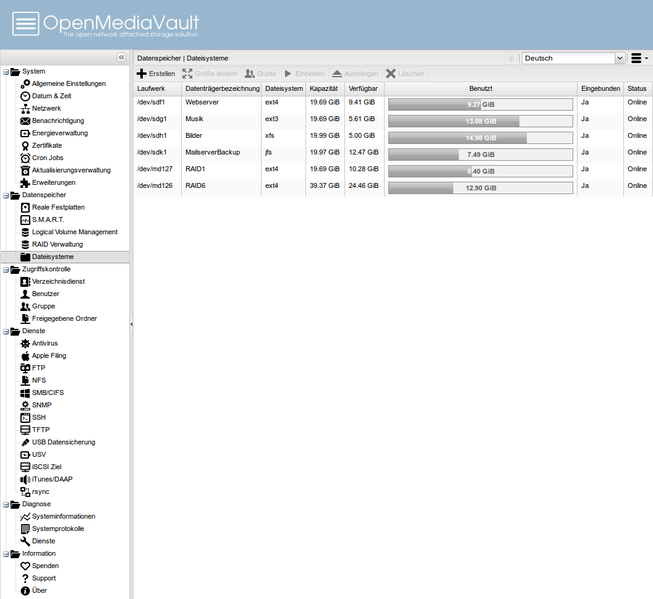 OpenMediaVault
The open network attached storage solution
Datenspeicher | Dateisysteme
Deutsch
Erstellen Größe ändern Quota Einbinden Aushängen Löschen
Laufwerk Datenträgerbezeichnung Dateisystem Kapazität Verfügbar Benutzt Eingebunden Status
/dev/sdf1 Webserver ext4 19.69 GiB 9.41 GiB 9.27 GiB Ja Online
/dev/sdg1 Musik ext3 19.69 GiB 5.61 GiB 13.08 GiB Ja Online
/dev/sdh1 Bilder xfs 19.99 GiB 5.00 GiB 14.98 GiB Ja Online
/dev/sdk1 MailserverBackup jfs 19.97 GiB 12.47 GiB 7.49 GiB Ja Online
/dev/md127 RAID1 ext4 19.69 GiB 10.28 GiB 8.40 GiB Ja Online
/dev/md126 RAID6 ext4 39.37 GiB 24.46 GiB 12.90 GiB Ja Online
System
Allgemeine Einstellungen
Datum & Zeit
Netzwerk
Benachrichtigung
Energieverwaltung
Zertifikate
Cron Jobs
Aktualisierungsverwaltung
Erweiterungen
Datenspeicher
Reale Festplatten
S.M.A.R.T.
Logical Volume Management
RAID Verwaltung
Dateisysteme
Zugriffskontrolle
Verzeichnisdienst
Benutzer
Gruppe
Freigegebene Ordner
Dienste
Antivirus
Apple Filing
FTP
NFS
SMB/CIFS
SNMP
SSH
TFTP
USB Datensicherung
USV
iSCSI Ziel
iTunes/DAAP
rsync
Diagnose
Systeminformationen
Systemprotokolle
Dienste
Information
Spenden
Support
Über